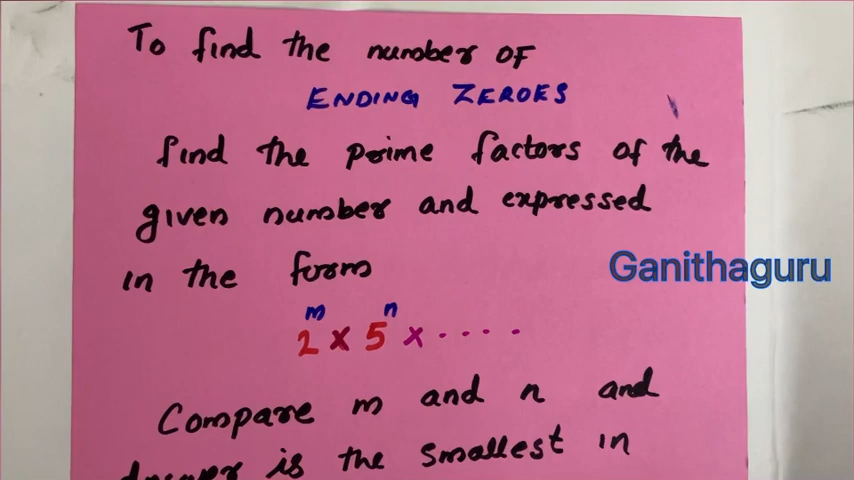 To find the number OF
ENDING ZEROES
find the prime factors of the
given number and expressed
in the form
Ganithaguru
2^m x 5^n x ....
Compare m and n and
Answer is the smallest in